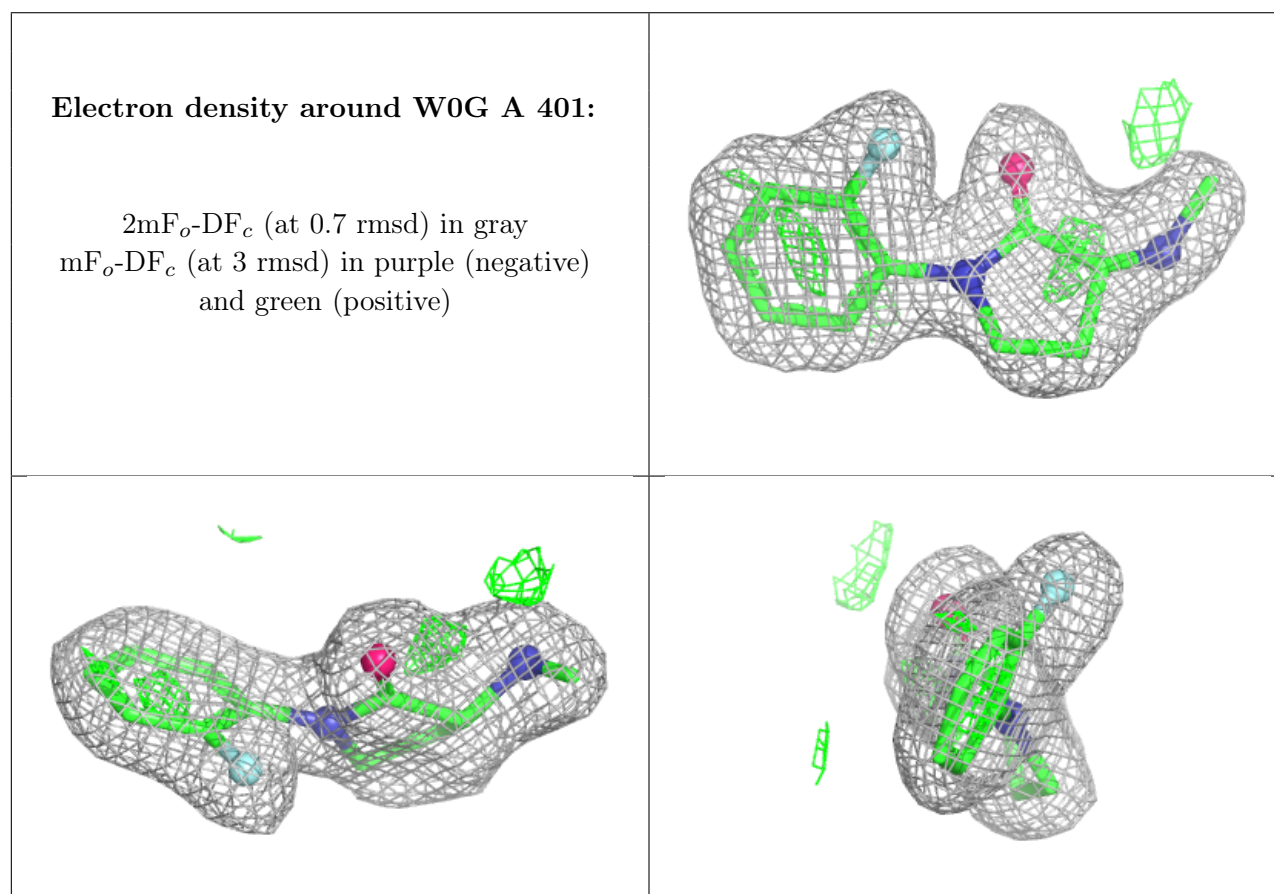 Electron density around W0G A 401:
2mFo-DFc (at 0.7 rmsd) in gray
mFo-DFc (at 3 rmsd) in purple (negative)
and green (positive)